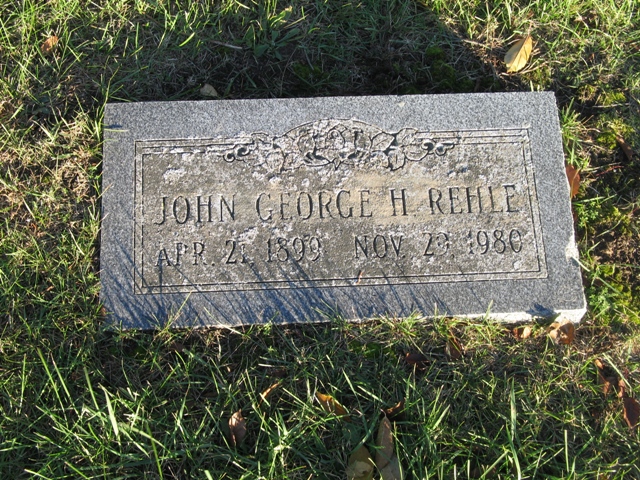 JOHN GEORGE H. REHLE
APR. 21, 1899 NOV. 29, 1980